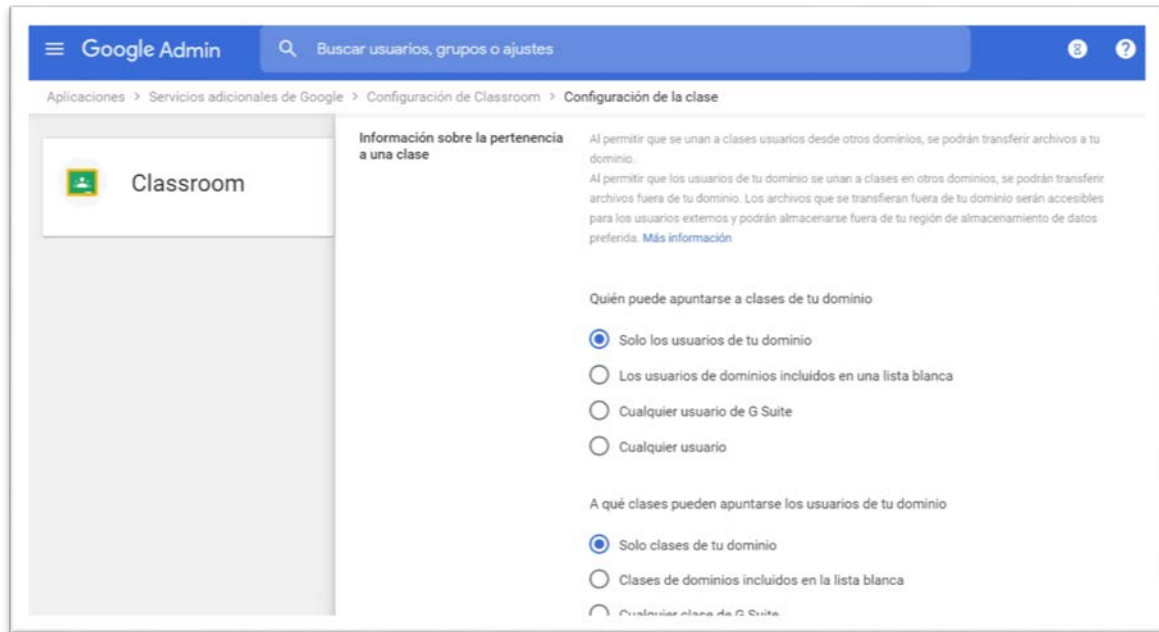 Google Admin
Buscar usuarios, grupos o ajustes
Aplicaciones > Servicios adicionales de Google > Configuración de Classroom > Configuración de la clase
Classroom
Información sobre la pertenencia
a una clase
Al permitir que se unan a clases usuarios desde otros dominios, se podrán transferir archivos a tu
dominio.
Al permitir que los usuarios de tu dominio se unan a clases en otros dominios, se podrán transferir
archivos fuera de tu dominio. Los archivos que se transfieran fuera de tu dominio serán accesibles
para los usuarios externos y podrán almacenarse fuera de tu región de almacenamiento de datos
preferida. Más información
Quién puede apuntarse a clases de tu dominio
Solo los usuarios de tu dominio
Los usuarios de dominios incluidos en una lista blanca
Cualquier usuario de G Suite
Cualquier usuario
A qué clases pueden apuntarse los usuarios de tu dominio
Solo clases de tu dominio
Clases de dominios incluidos en la lista blanca
Cualquier clase de G Suite